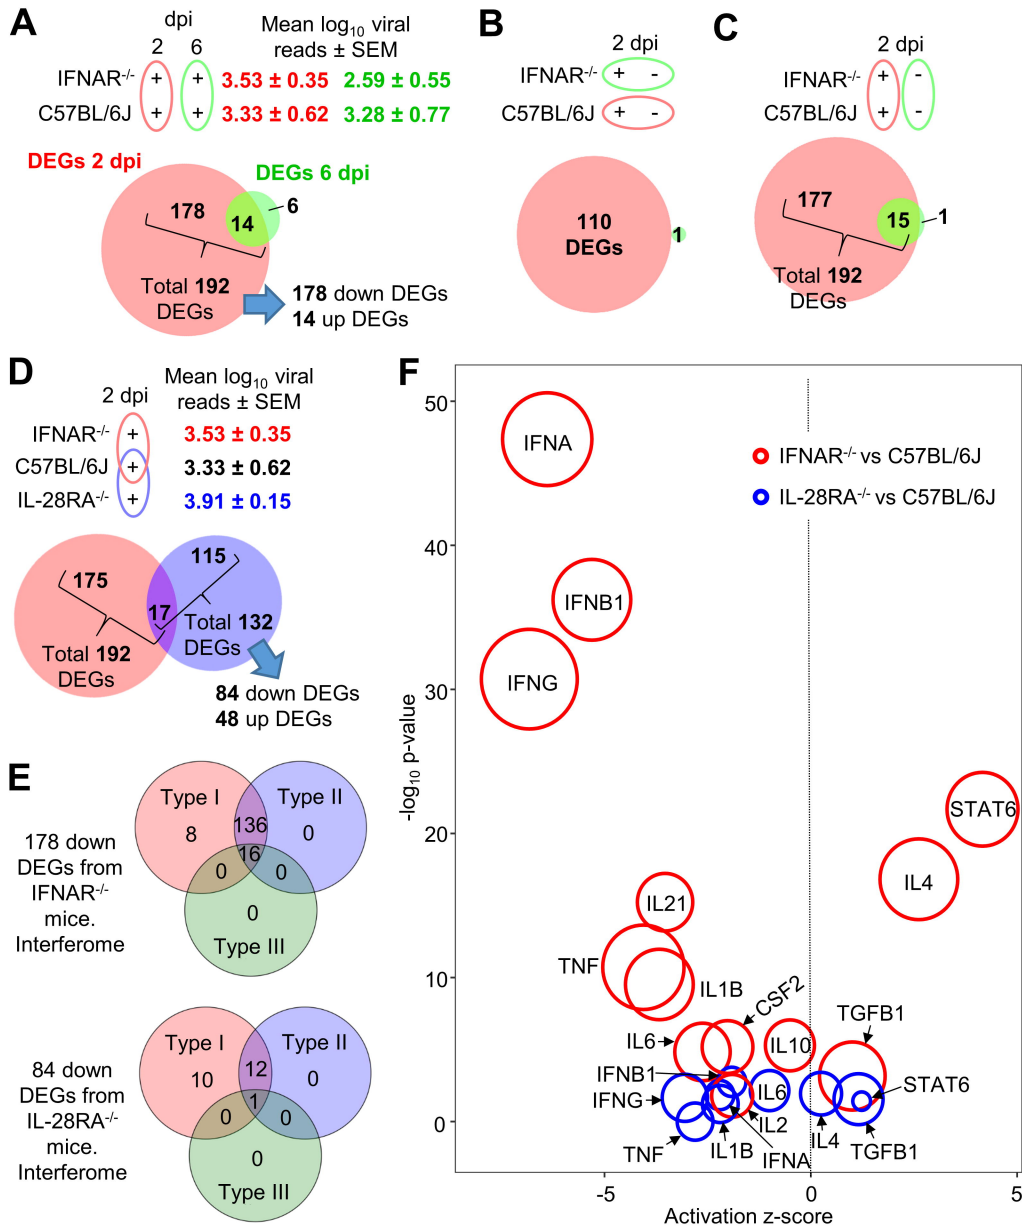 A
dpi
2 6
Mean log10 viral
reads ± SEM
IFNAR-/- + + 3.53 ± 0.35 2.59 ± 0.55
C57BL/6J + + 3.33 ± 0.62 3.28 ± 0.77
DEGs 2 dpi
DEGs 6 dpi
178
14
6
Total 192
DEGs
178 down DEGs
14 up DEGs
B
2 dpi
IFNAR-/- + -
C57BL/6J + -
110
DEGs
1
C
2 dpi
IFNAR-/- + -
C57BL/6J + -
177
15
1
Total 192
DEGs
D
2 dpi
Mean log10 viral
reads ± SEM
IFNAR-/- + 3.53 ± 0.35
C57BL/6J + 3.33 ± 0.62
IL-28RA-/- + 3.91 ± 0.15
175
17
115
Total 192
DEGs
Total 132
DEGs
84 down DEGs
48 up DEGs
E
178 down
DEGs from
IFNAR-/-
mice.
Interferome
Type I
Type II
8
136
0
16
0
0
0
Type III
84 down
DEGs from
IL-28RA-/-
mice.
Interferome
Type I
Type II
10
12
0
1
0
0
0
Type III
F
-log10 p-value
50
40
30
20
10
0
-5
0
5
Activation z-score
IFNAR-/- vs C57BL/6J
IL-28RA-/- vs C57BL/6J
IFNA
IFNB1
IFNG
STAT6
IL4
IL21
TNF
IL1B
CSF2
IL6
IL10
TGFB1
IFNB1
IFNG
IL6
STAT6
IL2
TNF
IL1B
IFNA
IL4
TGFB1